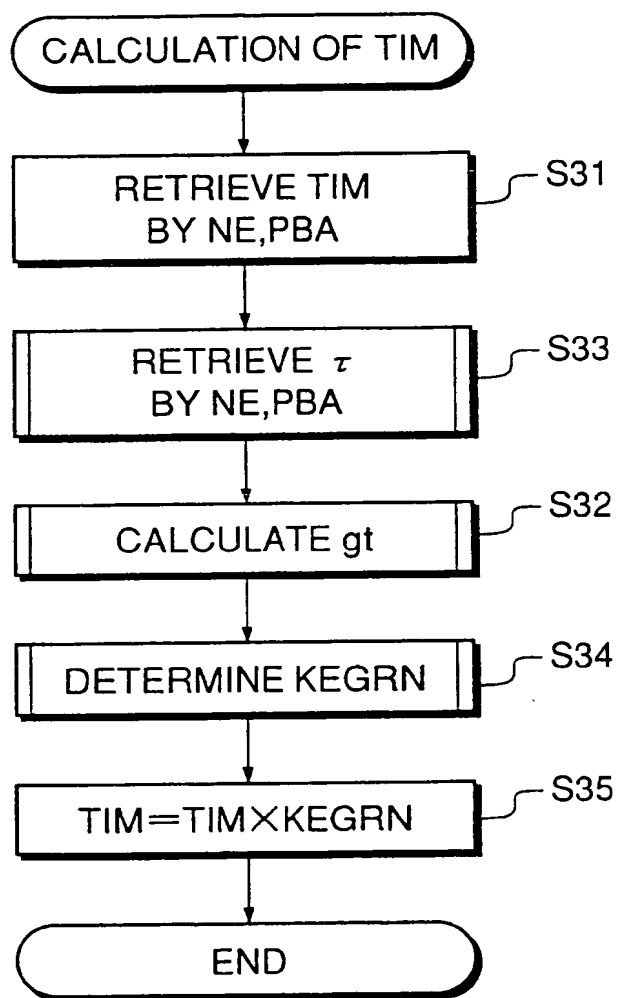 CALCULATION OF TIM
RETRIEVE TIM
BY NE,PBA
S31
RETRIEVE τ
BY NE,PBA
S33
CALCULATE gt
S32
DETERMINE KEGRN
S34
TIM=TIM×KEGRN
S35
END